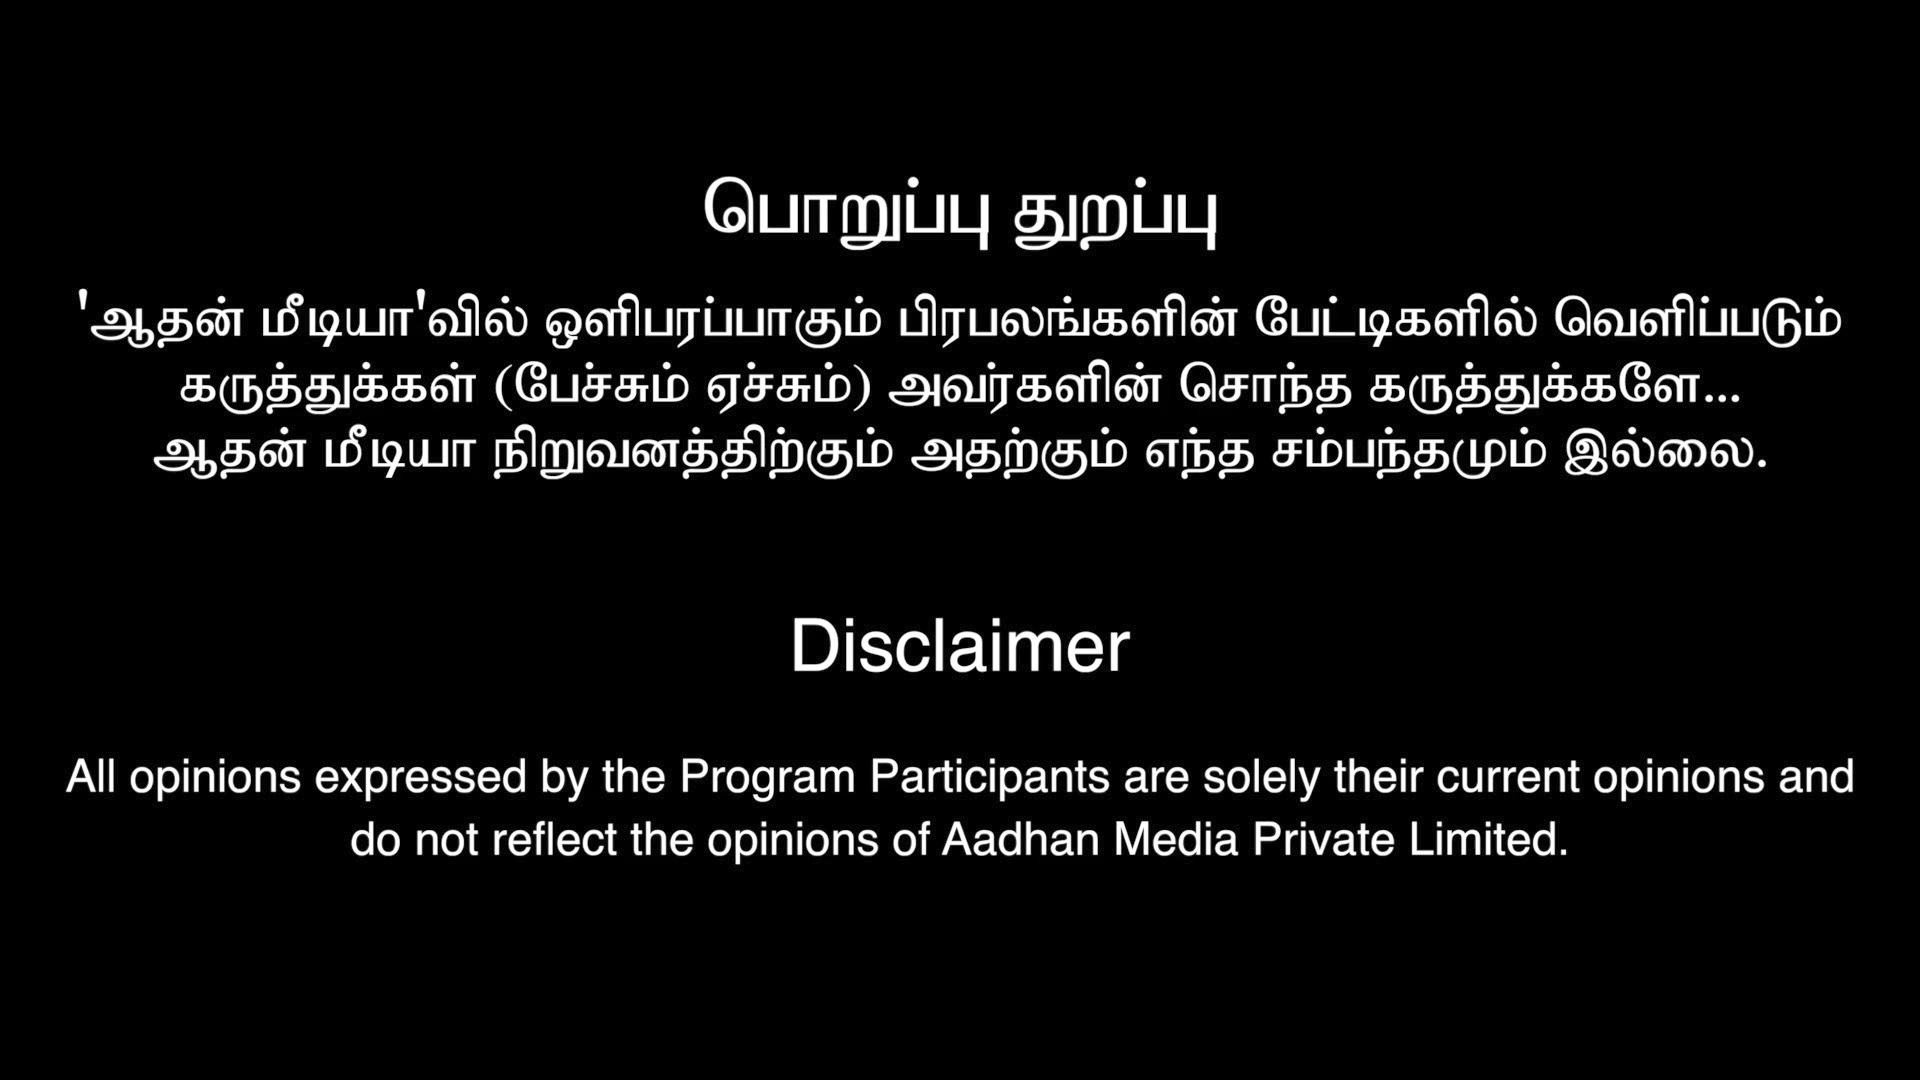 பொறுப்பு துறப்பு
'ஆதன் மீடியா'வில் ஒளிபரப்பாகும் பிரபலங்களின் பேட்டிகளில் வெளிப்படும்
கருத்துக்கள் (பேச்சும் ஏச்சும்) அவர்களின் சொந்த கருத்துக்களே...
ஆதன் மீடியா நிறுவனத்திற்கும் அதற்கும் எந்த சம்பந்தமும் இல்லை.
Disclaimer
All opinions expressed by the Program Participants are solely their current opinions and
do not reflect the opinions of Aadhan Media Private Limited.